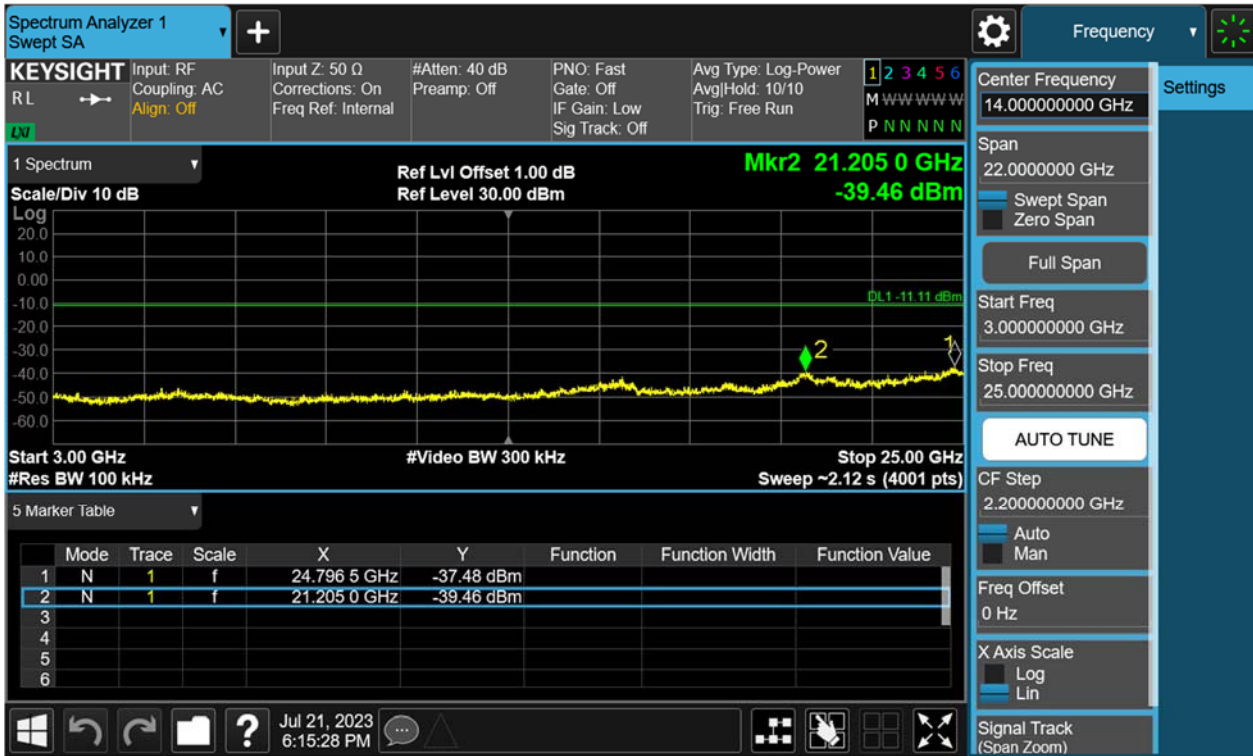 Spectrum Analyzer 1
Swept SA
+
Frequency
KEYSIGHT
RL
LXI
Input: RF
Coupling: AC
Align: Off
Input Z: 50 Ω
Corrections: On
Freq Ref: Internal
#Atten: 40 dB
Preamp: Off
PNO: Fast
Gate: Off
IF Gain: Low
Sig Track: Off
Avg Type: Log-Power
Avg|Hold: 10/10
Trig: Free Run
1 2 3 4 5 6
M W W W W W
P N N N N N
1 Spectrum
Scale/Div 10 dB
Ref Lvl Offset 1.00 dB
Ref Level 30.00 dBm
Mkr2 21.205 0 GHz
-39.46 dBm
Log
20.0
10.0
0.00
-10.0
-20.0
-30.0
-40.0
-50.0
-60.0
DL1 -11.11 dBm
2
1
Start 3.00 GHz
#Video BW 300 kHz
Stop 25.00 GHz
#Res BW 100 kHz
Sweep ~2.12 s (4001 pts)
5 Marker Table
Mode Trace Scale X Y Function Function Width Function Value
1 N 1 f 24.796 5 GHz -37.48 dBm
2 N 1 f 21.205 0 GHz -39.46 dBm
3
4
5
6
?
Jul 21, 2023
6:15:28 PM
Center Frequency
14.000000000 GHz
Span
22.0000000 GHz
Swept Span
Zero Span
Full Span
Start Freq
3.000000000 GHz
Stop Freq
25.000000000 GHz
AUTO TUNE
CF Step
2.200000000 GHz
Auto
Man
Freq Offset
0 Hz
X Axis Scale
Log
Lin
Signal Track
(Span Zoom)
Settings